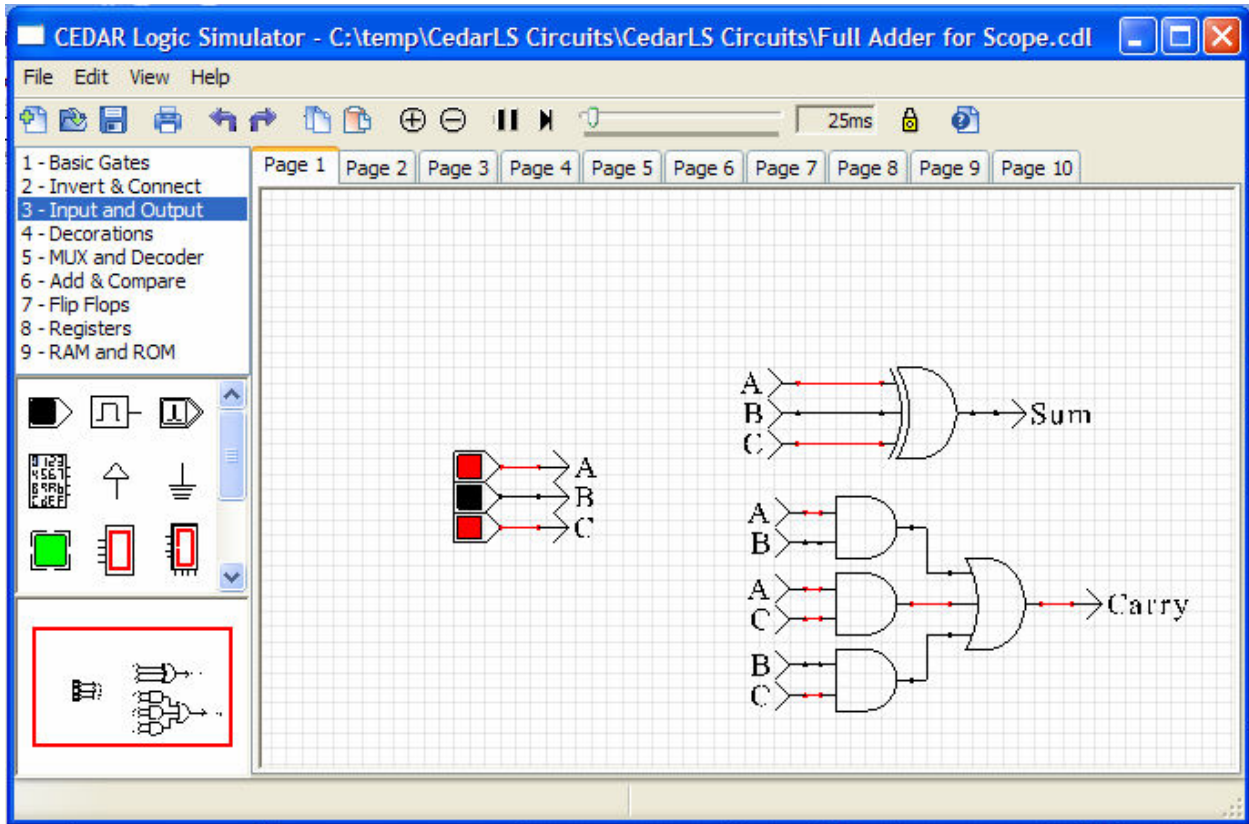 CEDAR Logic Simulator - C:\temp\CedarLS Circuits\CedarLS Circuits\Full Adder for Scope.cdl
File Edit View Help
25ms
1 - Basic Gates
2 - Invert & Connect
3 - Input and Output
4 - Decorations
5 - MUX and Decoder
6 - Add & Compare
7 - Flip Flops
8 - Registers
9 - RAM and ROM
Page 1 Page 2 Page 3 Page 4 Page 5 Page 6 Page 7 Page 8 Page 9 Page 10
A
B
C
A
B
C
Sum
A
B
A
C
B
C
Carry